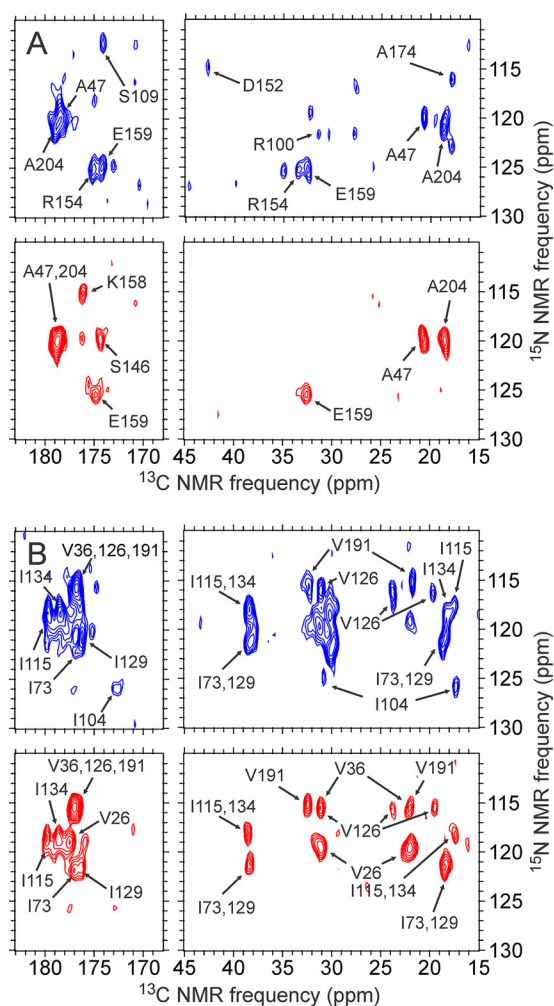 A
A47
S109
A204
E159
R154
D152
A174
R100
A47
R154
E159
A204
115
120
125
130
A47,204
K158
S146
E159
A204
A47
E159
115
120
125
130
180 175 170
45 40 35 30 25 20 15
13C NMR frequency (ppm)
15N NMR frequency (ppm)
B
V36,126,191
I134
I115
I73
I129
I104
V191
I115
I134
I115,134
V126
V126
I73,129
I73,129
I104
115
120
125
130
V36,126,191
I134
V26
I115
I73
I129
V36
V191
V191
I115,134
V126
V26
I115,134
I73,129
I73,129
115
120
125
130
180 175 170
45 40 35 30 25 20 15
13C NMR frequency (ppm)
15N NMR frequency (ppm)